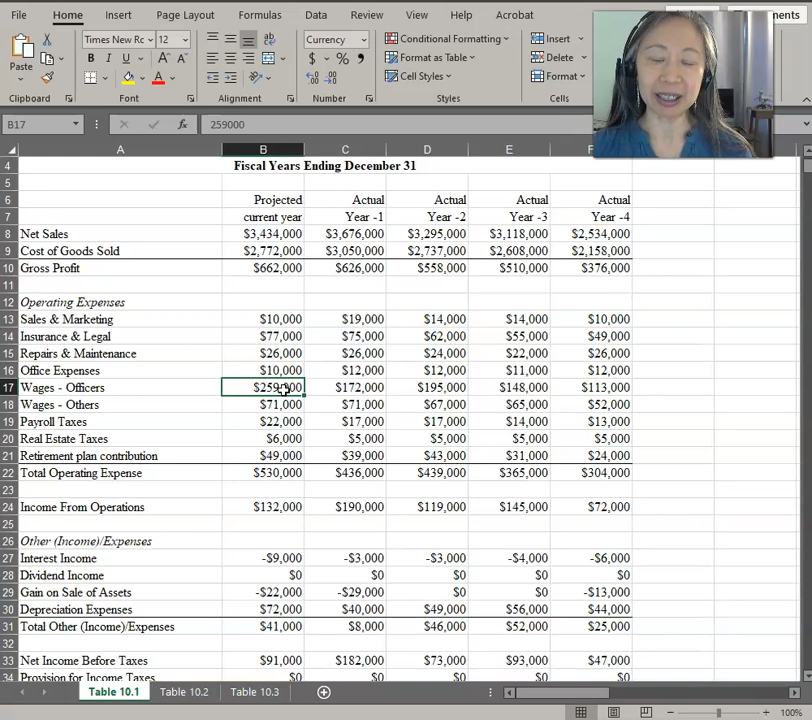 File Home Insert Page Layout Formulas Data Review View Help Acrobat
Paste
Times New Rc 12
B I U A A
ab
Currency
$ % ,
Conditional Formatting
Format as Table
Cell Styles
Insert
Delete
Format
Clipboard Font Alignment Number Styles Cells
B17 fx 259000
A B C D E F
4 Fiscal Years Ending December 31
5
6 Projected Actual Actual Actual Actual
7 current year Year -1 Year -2 Year -3 Year -4
8 Net Sales $3,434,000 $3,676,000 $3,295,000 $3,118,000 $2,534,000
9 Cost of Goods Sold $2,772,000 $3,050,000 $2,737,000 $2,608,000 $2,158,000
10 Gross Profit $662,000 $626,000 $558,000 $510,000 $376,000
11
12 Operating Expenses
13 Sales & Marketing $10,000 $19,000 $14,000 $14,000 $10,000
14 Insurance & Legal $77,000 $75,000 $62,000 $55,000 $49,000
15 Repairs & Maintenance $26,000 $26,000 $24,000 $22,000 $26,000
16 Office Expenses $10,000 $12,000 $12,000 $11,000 $12,000
17 Wages - Officers $259,000 $172,000 $195,000 $148,000 $113,000
18 Wages - Others $71,000 $71,000 $67,000 $65,000 $52,000
19 Payroll Taxes $22,000 $17,000 $17,000 $14,000 $13,000
20 Real Estate Taxes $6,000 $5,000 $5,000 $5,000 $5,000
21 Retirement plan contribution $49,000 $39,000 $43,000 $31,000 $24,000
22 Total Operating Expense $530,000 $436,000 $439,000 $365,000 $304,000
23
24 Income From Operations $132,000 $190,000 $119,000 $145,000 $72,000
25
26 Other (Income)/Expenses
27 Interest Income -$9,000 -$3,000 -$3,000 -$4,000 -$6,000
28 Dividend Income $0 $0 $0 $0 $0
29 Gain on Sale of Assets -$22,000 -$29,000 $0 $0 -$13,000
30 Depreciation Expenses $72,000 $40,000 $49,000 $56,000 $44,000
31 Total Other (Income)/Expenses $41,000 $8,000 $46,000 $52,000 $25,000
32
33 Net Income Before Taxes $91,000 $182,000 $73,000 $93,000 $47,000
34 Provision for Income Taxes $0 $0 $0 $0 $0
Table 10.1 Table 10.2 Table 10.3
100%